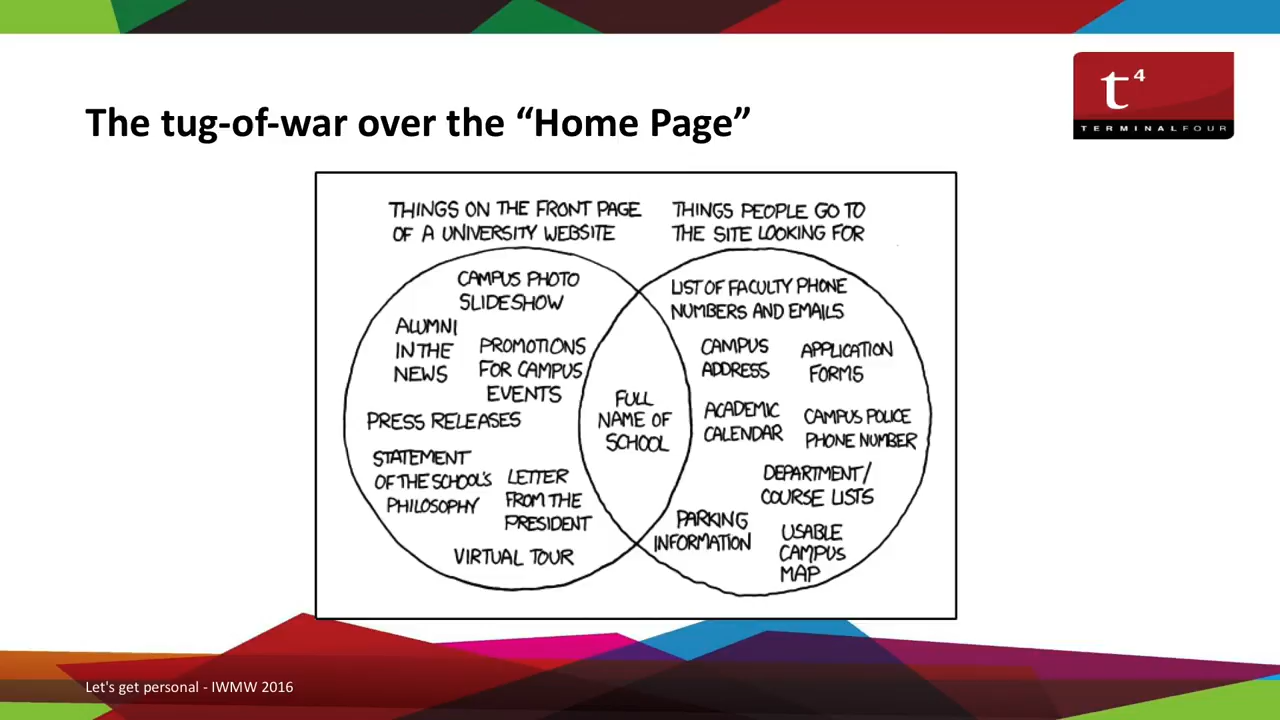 t4
TERMINALFOUR
The tug-of-war over the “Home Page”
THINGS ON THE FRONT PAGE
OF A UNIVERSITY WEBSITE
THINGS PEOPLE GO TO
THE SITE LOOKING FOR
CAMPUS PHOTO
SLIDESHOW
ALUMNI
IN THE
NEWS
PROMOTIONS
FOR CAMPUS
EVENTS
PRESS RELEASES
STATEMENT
OF THE SCHOOL'S
PHILOSOPHY
LETTER
FROM THE
PRESIDENT
VIRTUAL TOUR
FULL
NAME OF
SCHOOL
LIST OF FACULTY PHONE
NUMBERS AND EMAILS
CAMPUS
ADDRESS
APPLICATION
FORMS
ACADEMIC
CALENDAR
CAMPUS POLICE
PHONE NUMBER
DEPARTMENT/
COURSE LISTS
PARKING
INFORMATION
USABLE
CAMPUS
MAP
Let's get personal - IWMW 2016